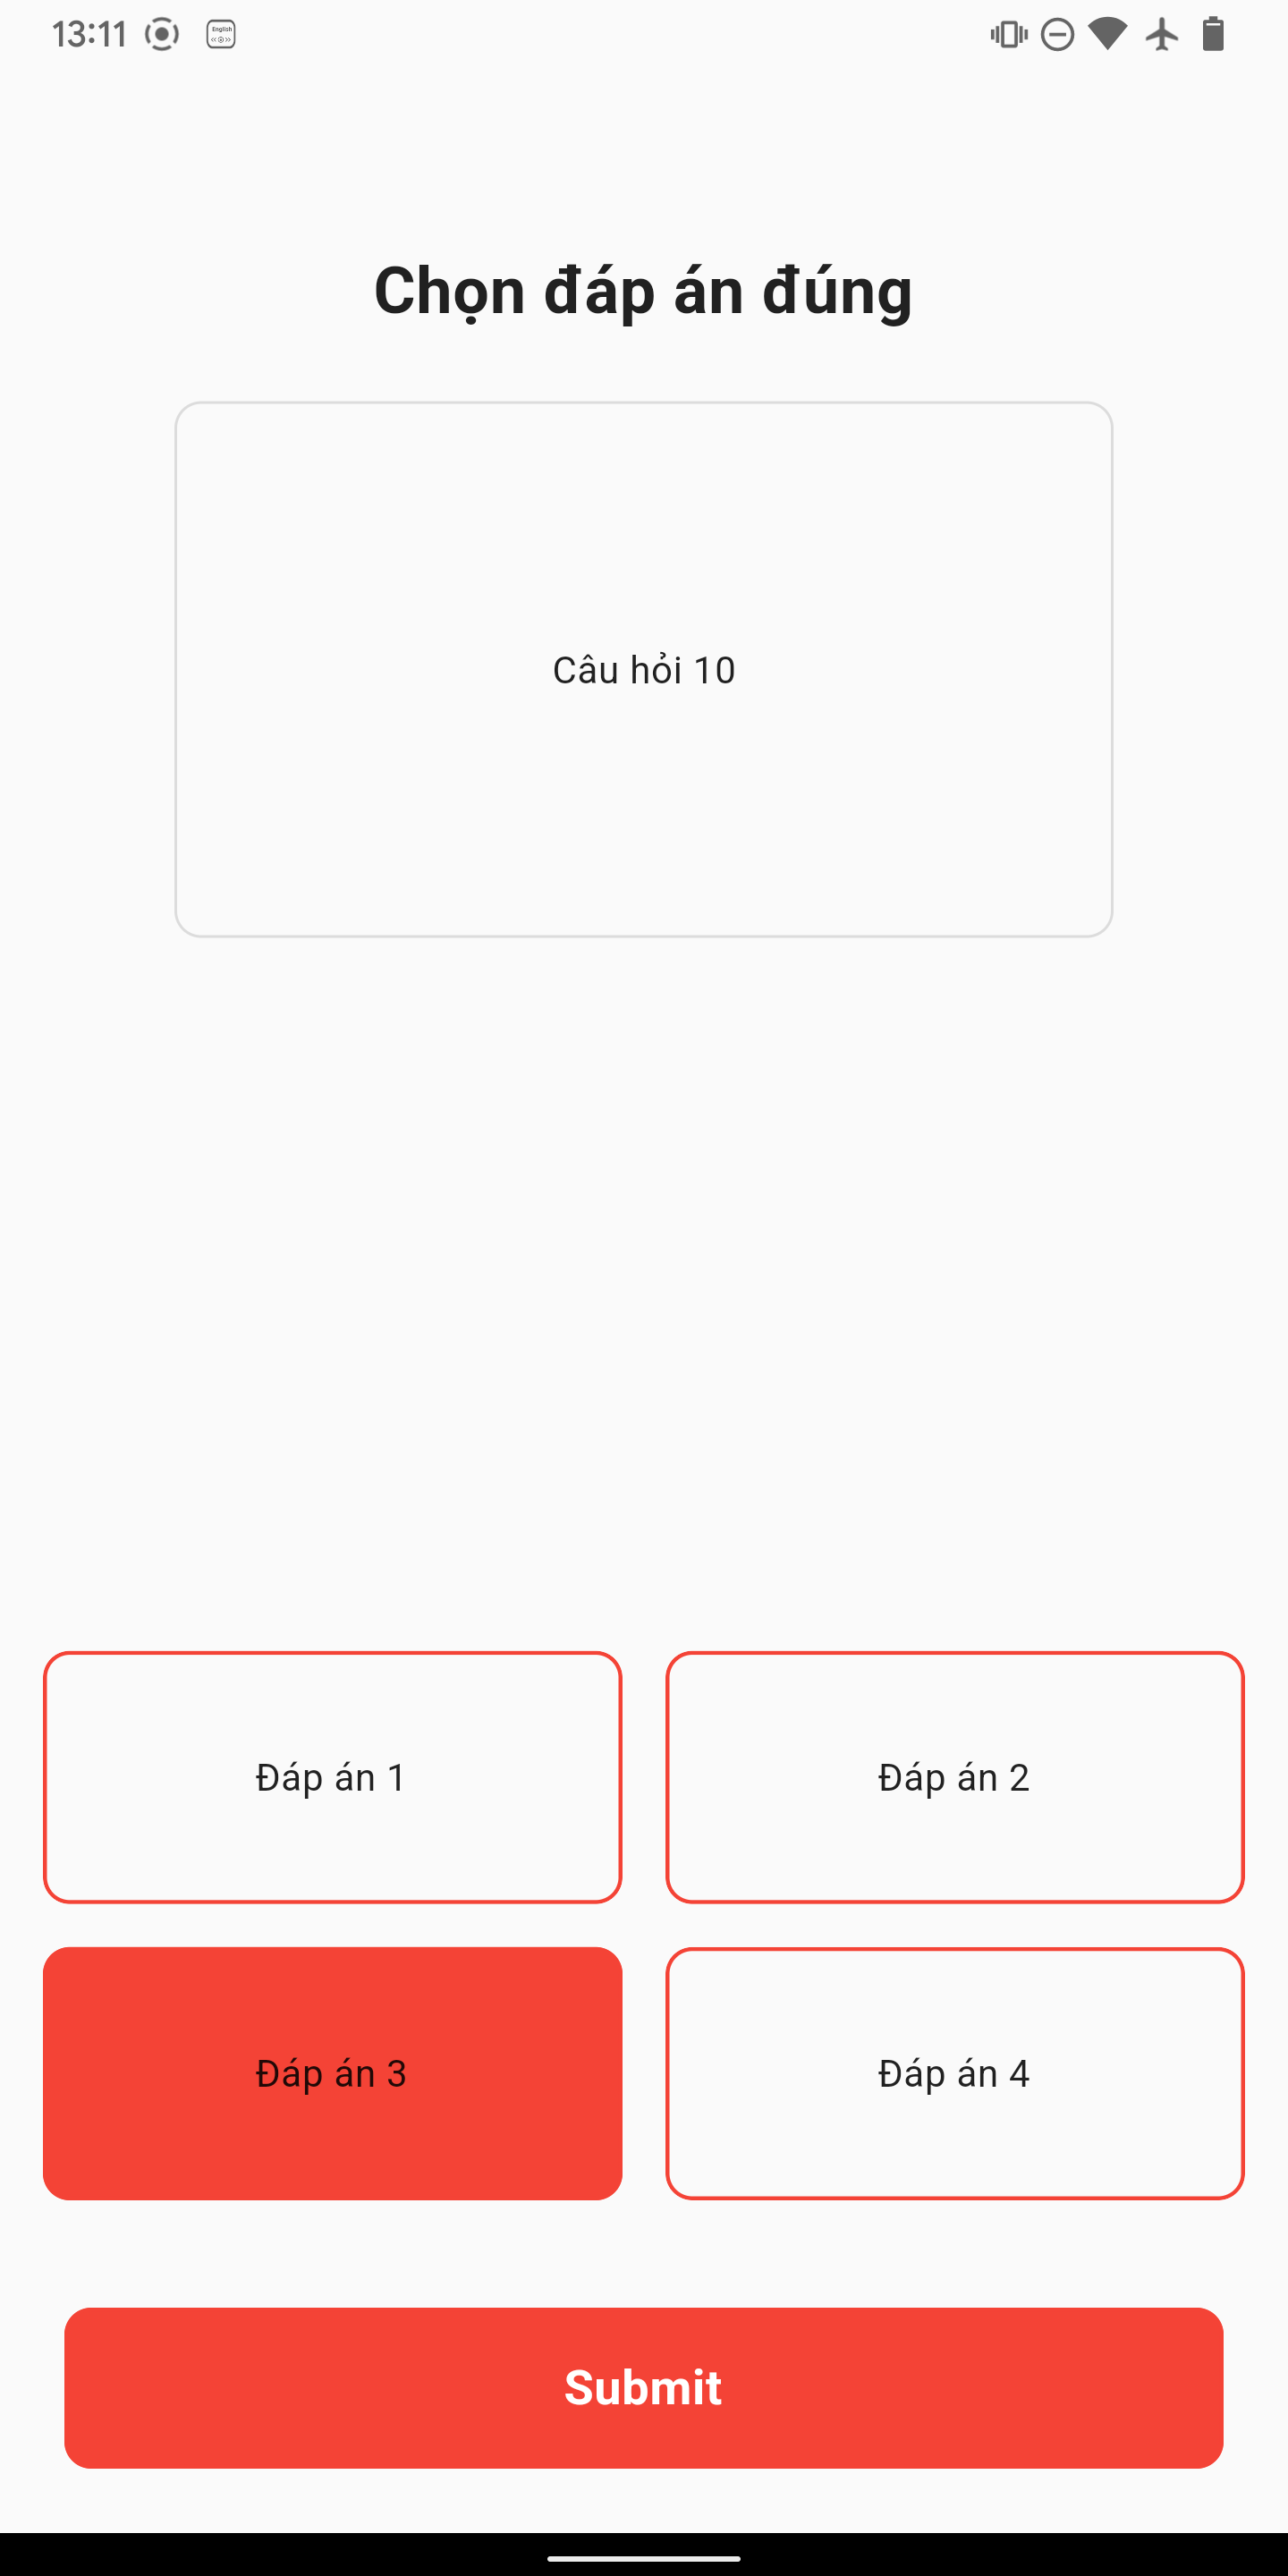 13:11
English
Chọn đáp án đúng
Câu hỏi 10
Đáp án 1
Đáp án 2
Đáp án 3
Đáp án 4
Submit